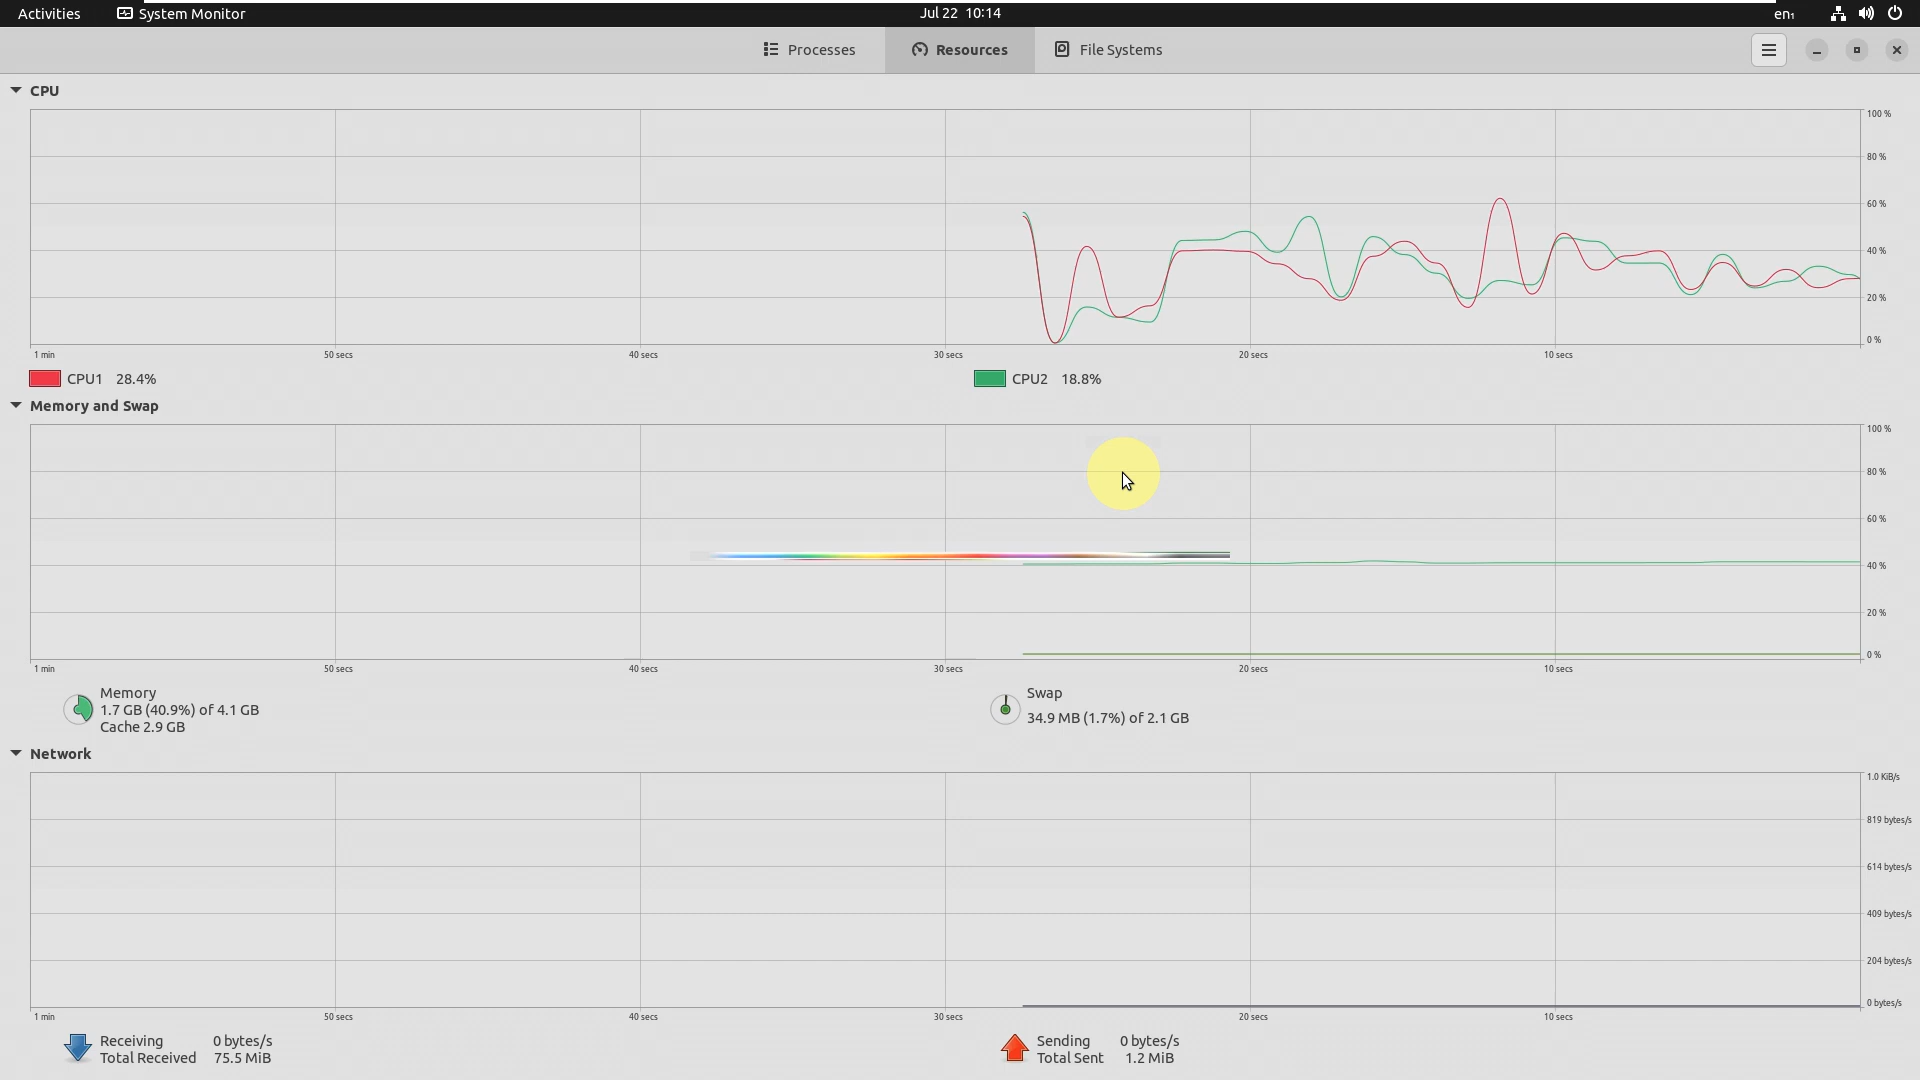 Activities System Monitor Jul 22 10:14 en₁
Processes Resources File Systems
CPU
100 %
80 %
60 %
40 %
20 %
0 %
1 min 50 secs 40 secs 30 secs 20 secs 10 secs
CPU1 28.4% CPU2 18.8%
Memory and Swap
100 %
80 %
60 %
40 %
20 %
0 %
1 min 50 secs 40 secs 30 secs 20 secs 10 secs
Memory
1.7 GB (40.9%) of 4.1 GB
Cache 2.9 GB
Swap
34.9 MB (1.7%) of 2.1 GB
Network
1.0 KiB/s
819 bytes/s
614 bytes/s
409 bytes/s
204 bytes/s
0 bytes/s
1 min 50 secs 40 secs 30 secs 20 secs 10 secs
Receiving 0 bytes/s
Total Received 75.5 MiB
Sending 0 bytes/s
Total Sent 1.2 MiB